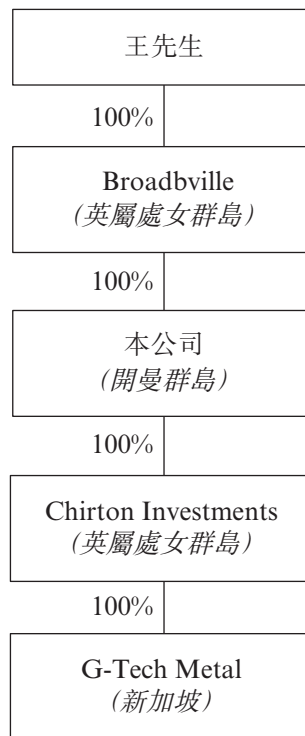 王先生
100%
Broadbville
(英屬處女群島)
100%
本公司
(開曼群島)
100%
Chirton Investments
(英屬處女群島)
100%
G-Tech Metal
(新加坡)